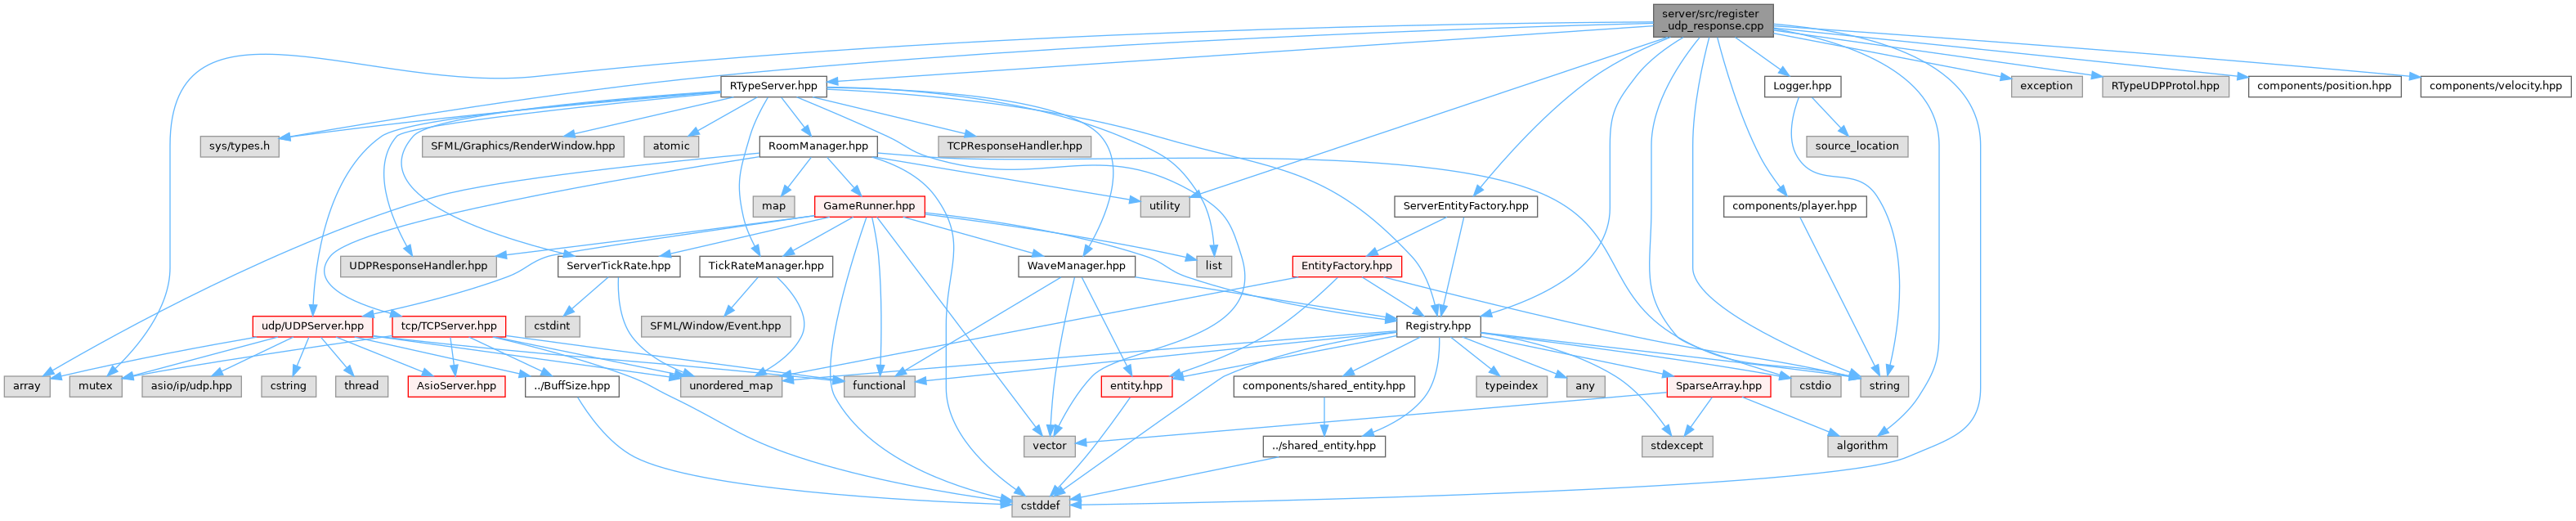 server/src/register
_udp_response.cpp
RTypeServer.hpp
Logger.hpp
exception
RTypeUDPProtol.hpp
components/position.hpp
components/velocity.hpp
sys/types.h
SFML/Graphics/RenderWindow.hpp
atomic
RoomManager.hpp
TCPResponseHandler.hpp
source_location
map
GameRunner.hpp
utility
ServerEntityFactory.hpp
components/player.hpp
UDPResponseHandler.hpp
ServerTickRate.hpp
TickRateManager.hpp
WaveManager.hpp
list
EntityFactory.hpp
udp/UDPServer.hpp
tcp/TCPServer.hpp
cstdint
SFML/Window/Event.hpp
Registry.hpp
array
mutex
asio/ip/udp.hpp
cstring
thread
AsioServer.hpp
../BuffSize.hpp
unordered_map
functional
entity.hpp
components/shared_entity.hpp
typeindex
any
SparseArray.hpp
cstdio
string
vector
../shared_entity.hpp
stdexcept
algorithm
cstddef